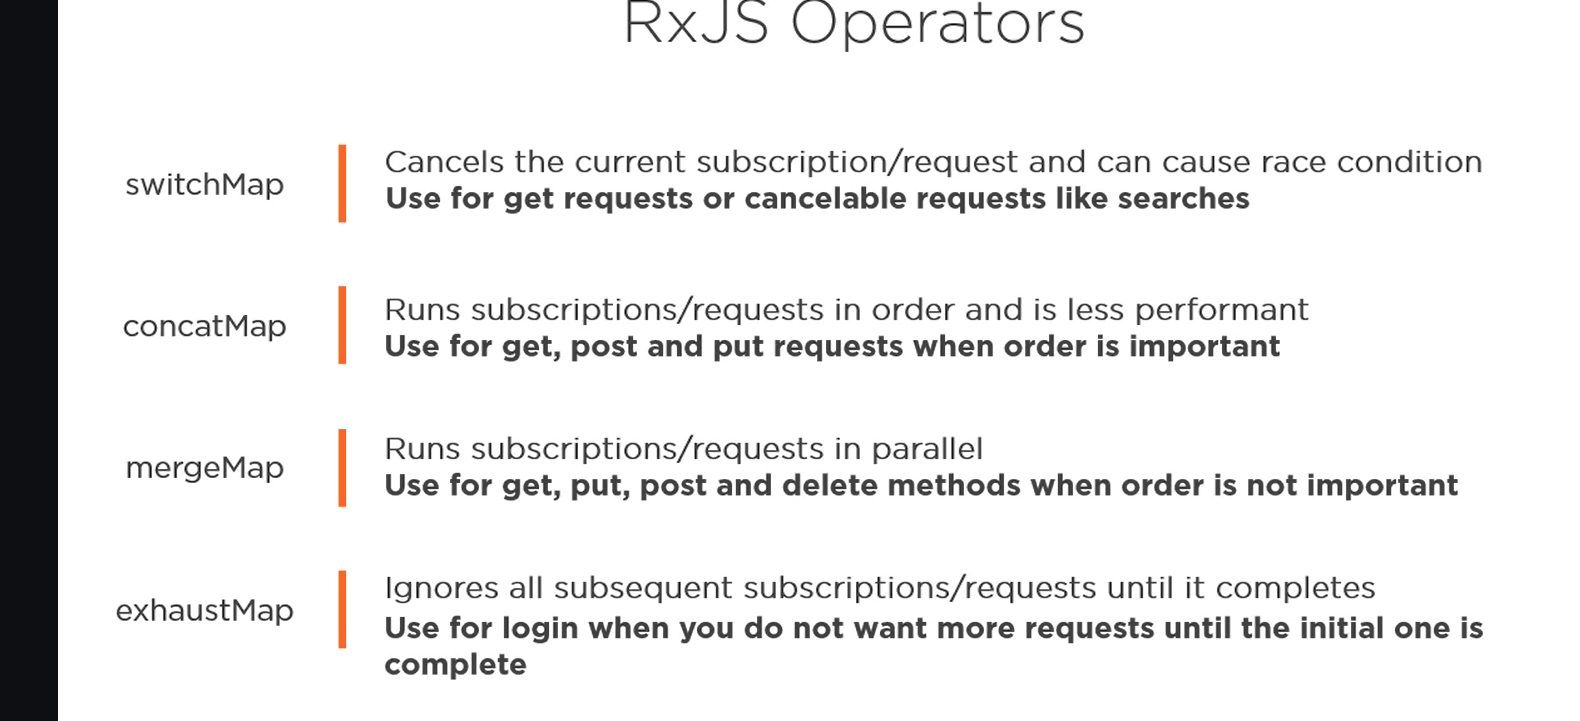 RxJS Operators
switchMap
Cancels the current subscription/request and can cause race condition
Use for get requests or cancelable requests like searches
concatMap
Runs subscriptions/requests in order and is less performant
Use for get, post and put requests when order is important
mergeMap
Runs subscriptions/requests in parallel
Use for get, put, post and delete methods when order is not important
exhaustMap
Ignores all subsequent subscriptions/requests until it completes
Use for login when you do not want more requests until the initial one is
complete